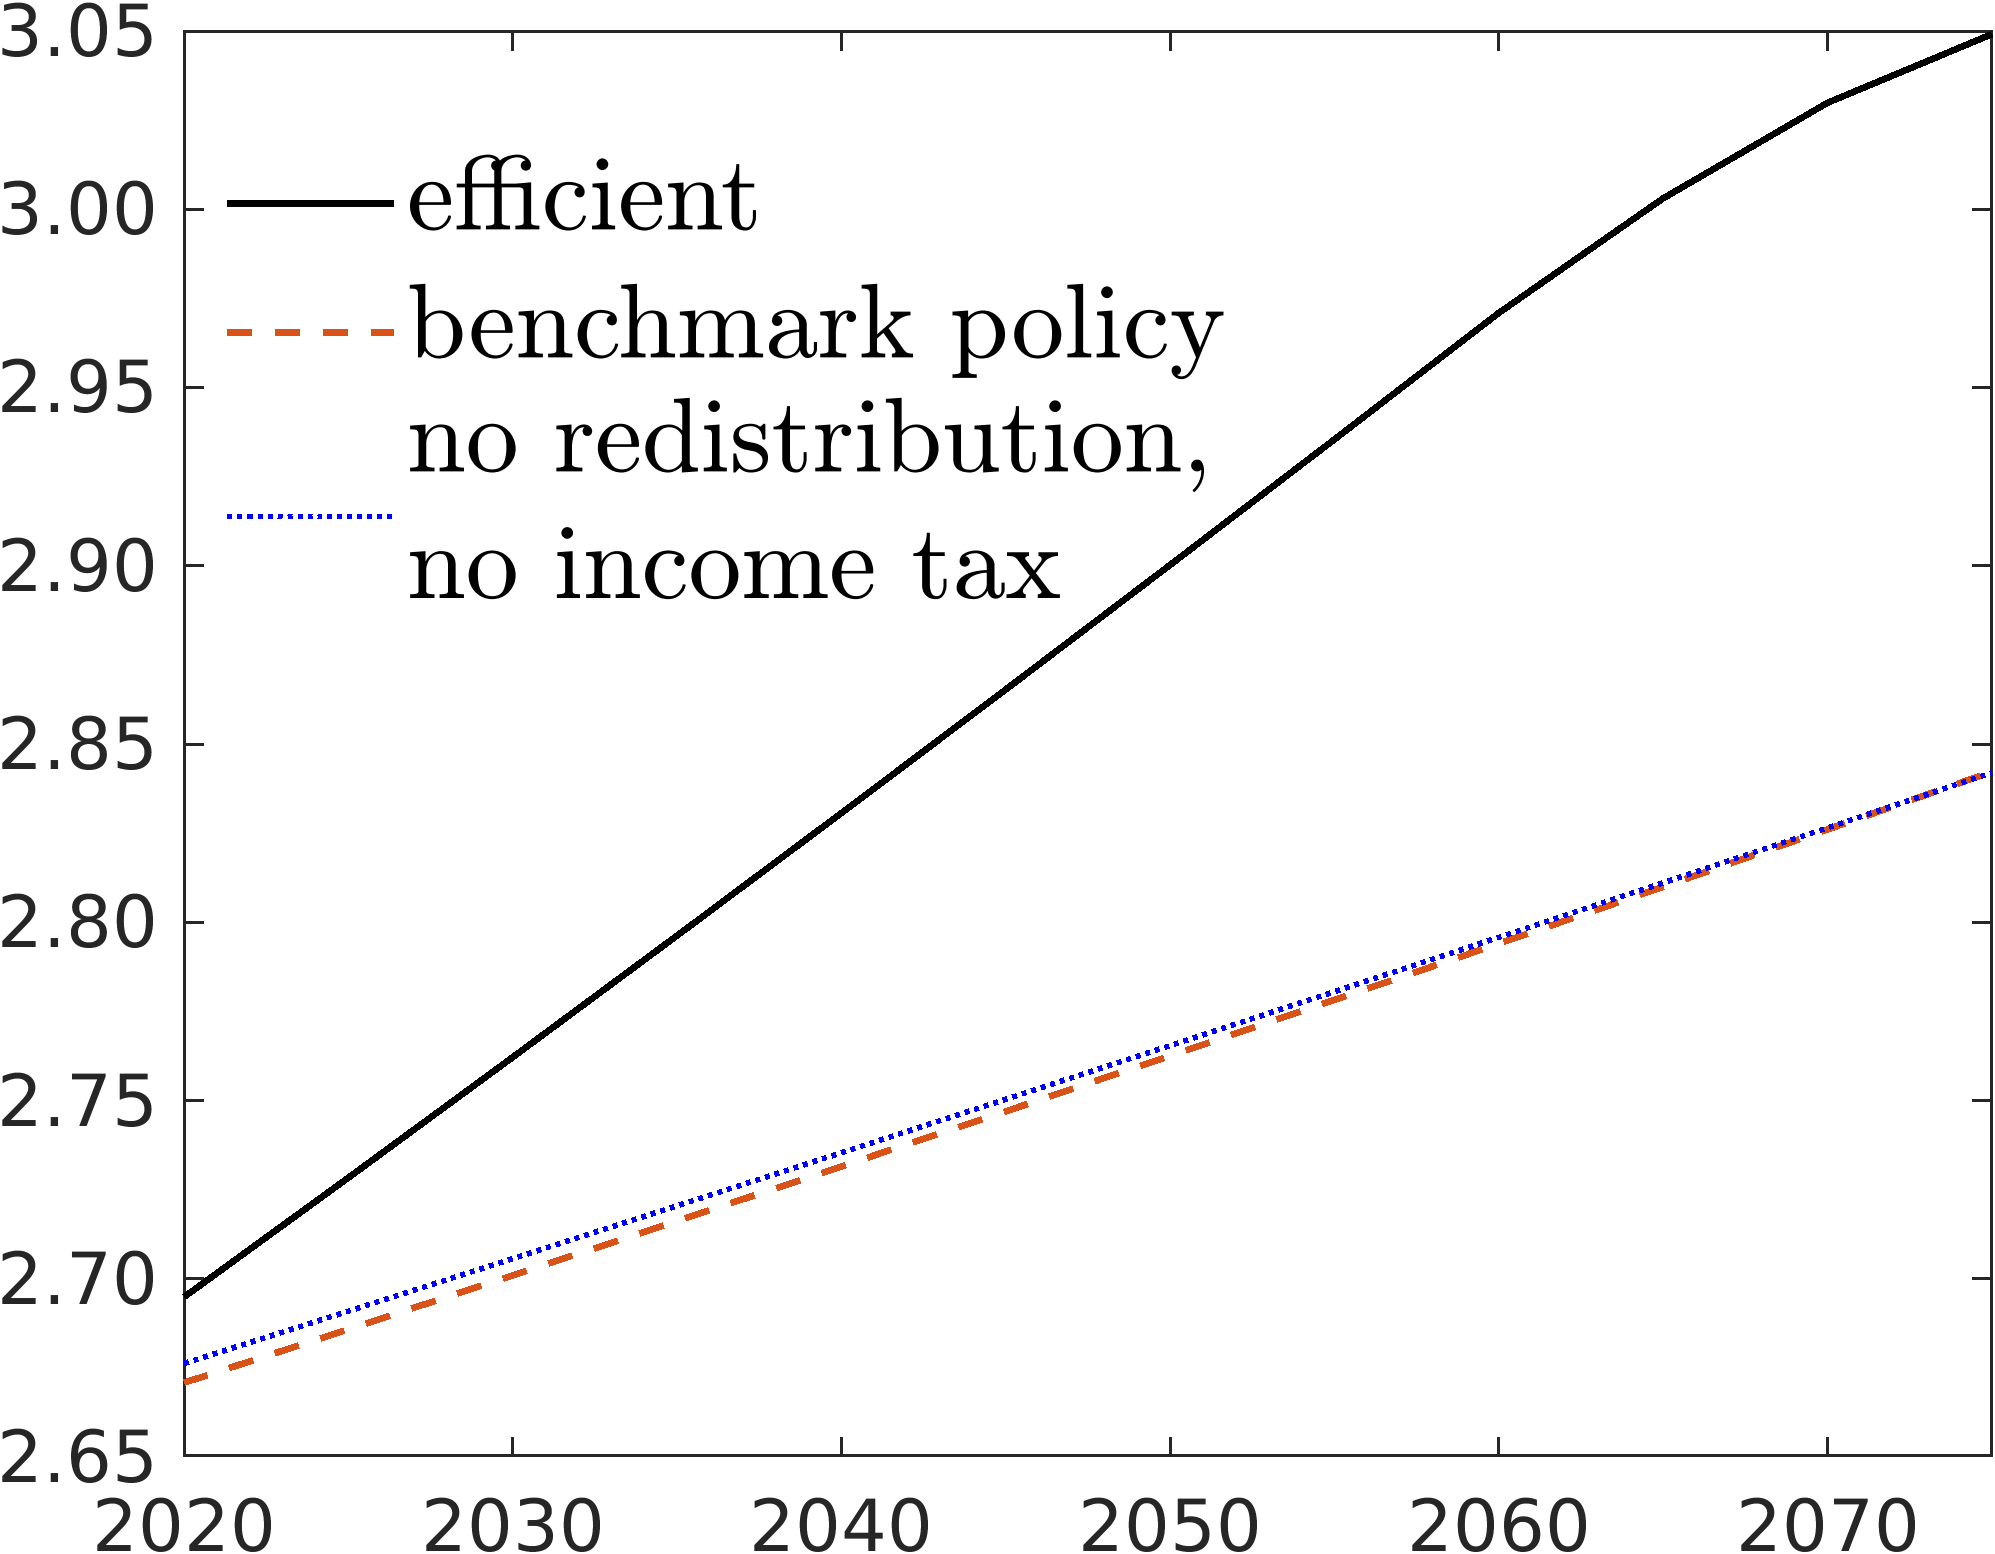 3.05
3.00
2.95
2.90
2.85
2.80
2.75
2.70
2.65
efficient
benchmark policy
no redistribution,
no income tax
2020 2030 2040 2050 2060 2070